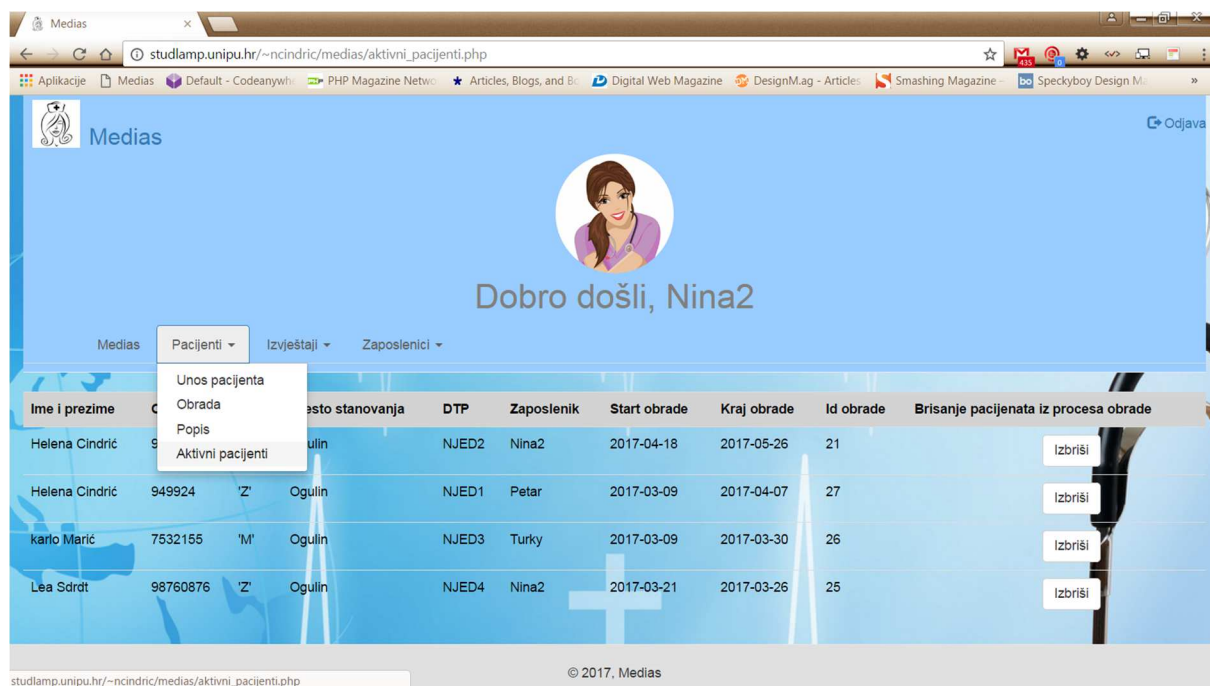 Medias
studlamp.unipu.hr/~ncindric/medias/aktivni_pacijenti.php
435 0
Aplikacije Medias Default - Codeanywh PHP Magazine Netwo Articles, Blogs, and Bo Digital Web Magazine DesignM.ag - Articles Smashing Magazine – bo Speckyboy Design Ma »
Medias
Odjava
Dobro došli, Nina2
Medias Pacijenti Izvještaji Zaposlenici
Unos pacijenta
Obrada
Popis
Aktivni pacijenti
Ime i prezime esto stanovanja DTP Zaposlenik Start obrade Kraj obrade Id obrade Brisanje pacijenata iz procesa obrade
Helena Cindrić 9 ulin NJED2 Nina2 2017-04-18 2017-05-26 21 Izbriši
Helena Cindrić 949924 'Z' Ogulin NJED1 Petar 2017-03-09 2017-04-07 27 Izbriši
karlo Marić 7532155 'M' Ogulin NJED3 Turky 2017-03-09 2017-03-30 26 Izbriši
Lea Sdrdt 98760876 'Z' Ogulin NJED4 Nina2 2017-03-21 2017-03-26 25 Izbriši
© 2017, Medias
studlamp.unipu.hr/~ncindric/medias/aktivni_pacijenti.php